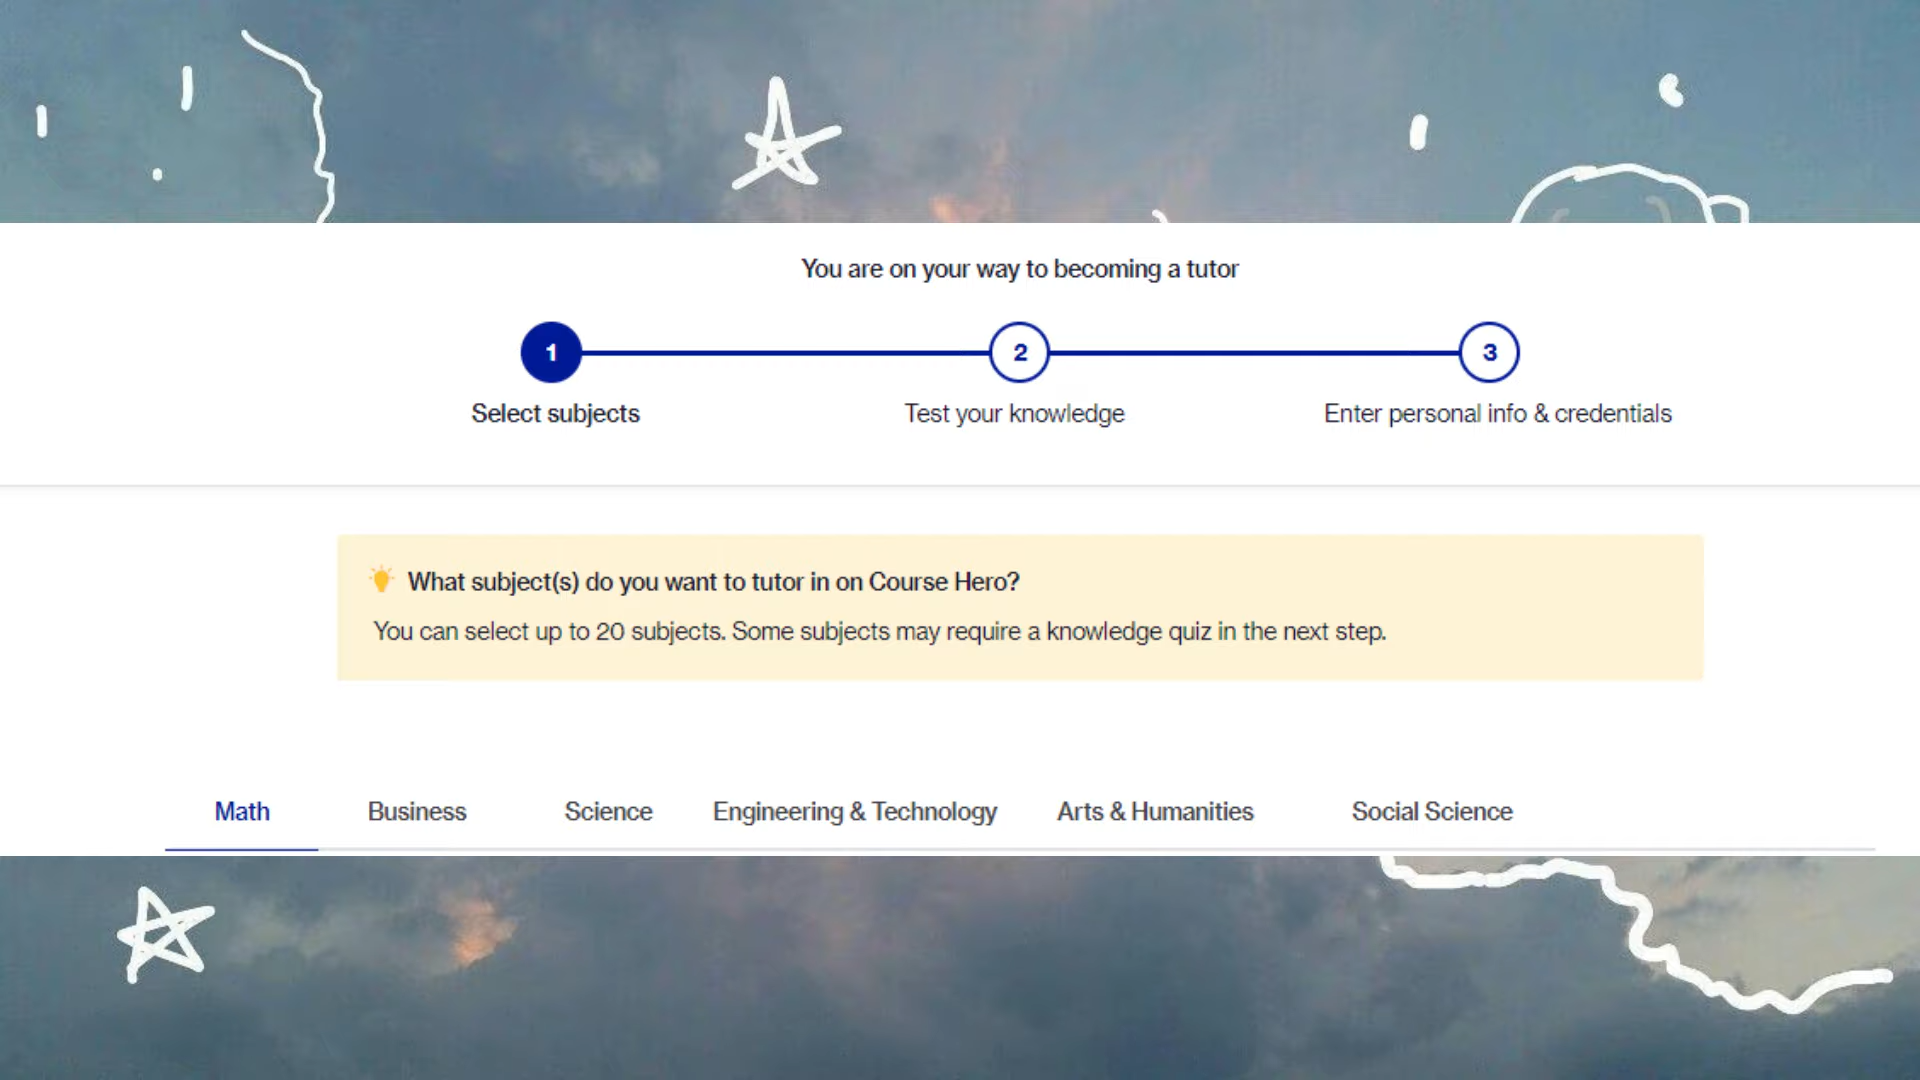 You are on your way to becoming a tutor
1 2 3
Select subjects Test your knowledge Enter personal info & credentials
What subject(s) do you want to tutor in on Course Hero?
You can select up to 20 subjects. Some subjects may require a knowledge quiz in the next step.
Math Business Science Engineering & Technology Arts & Humanities Social Science